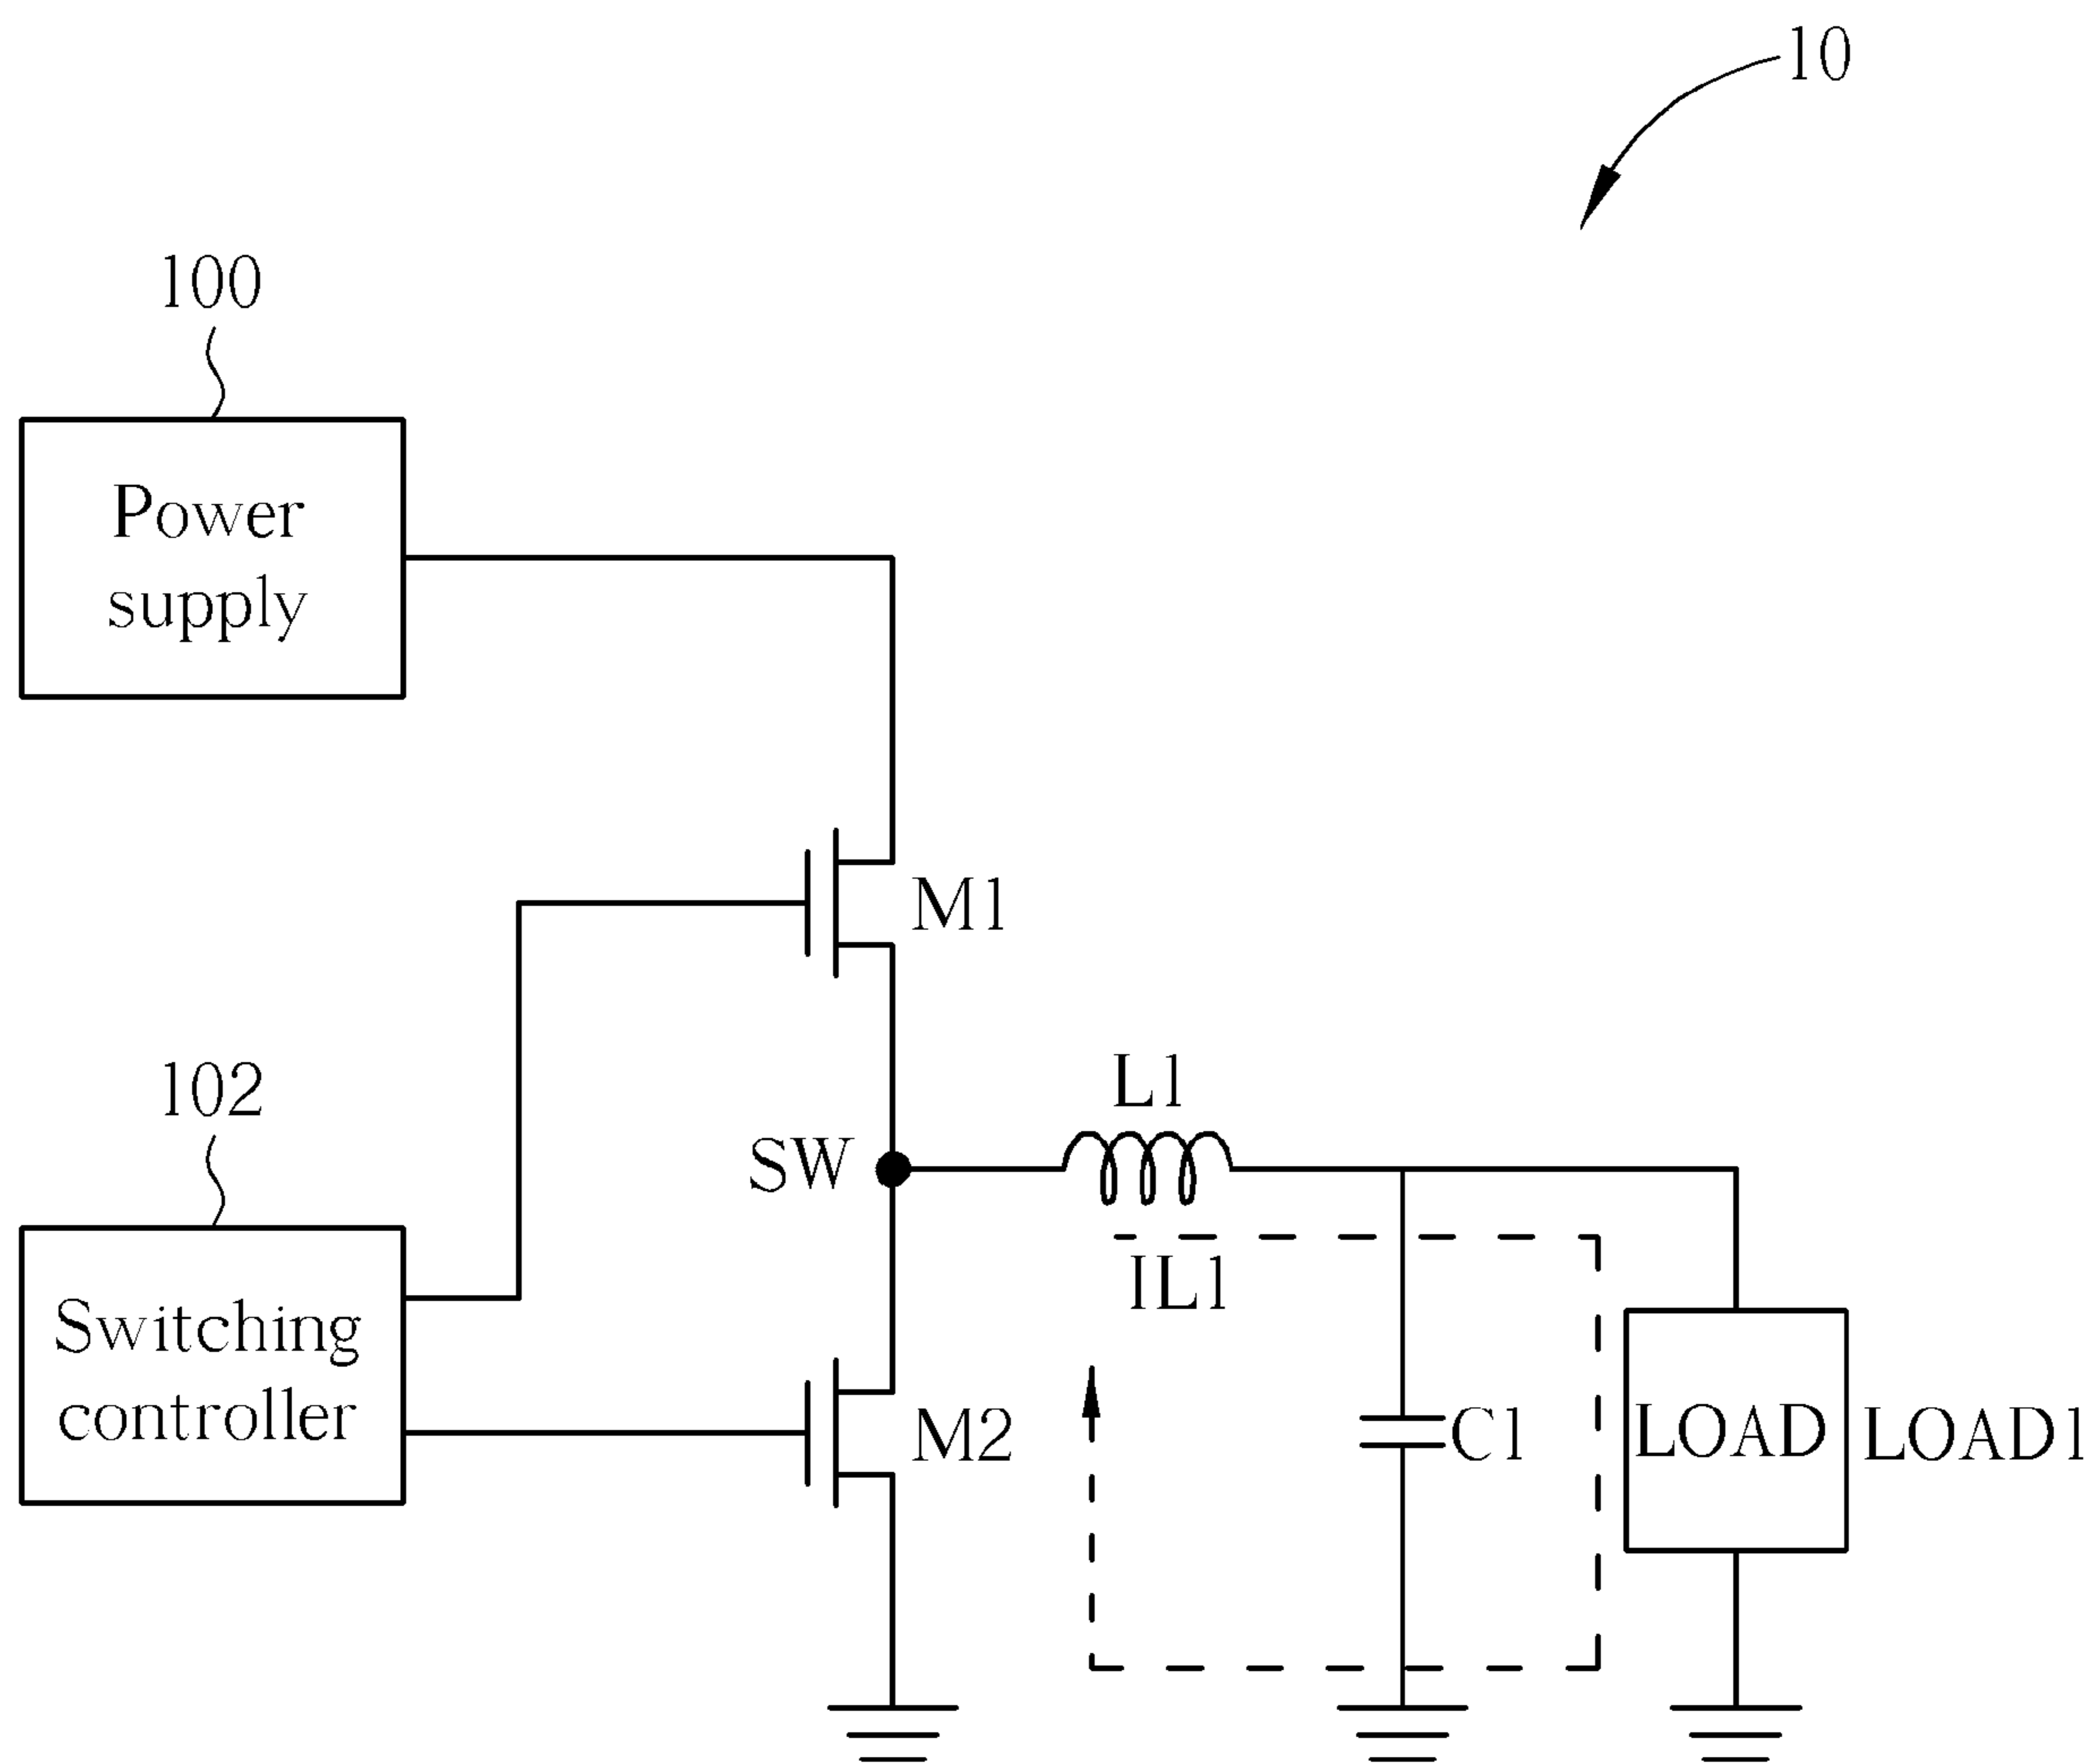 10
100
Power
supply
M1
102
L1
SW
IL1
Switching
controller
M2
C1
LOAD
LOAD1